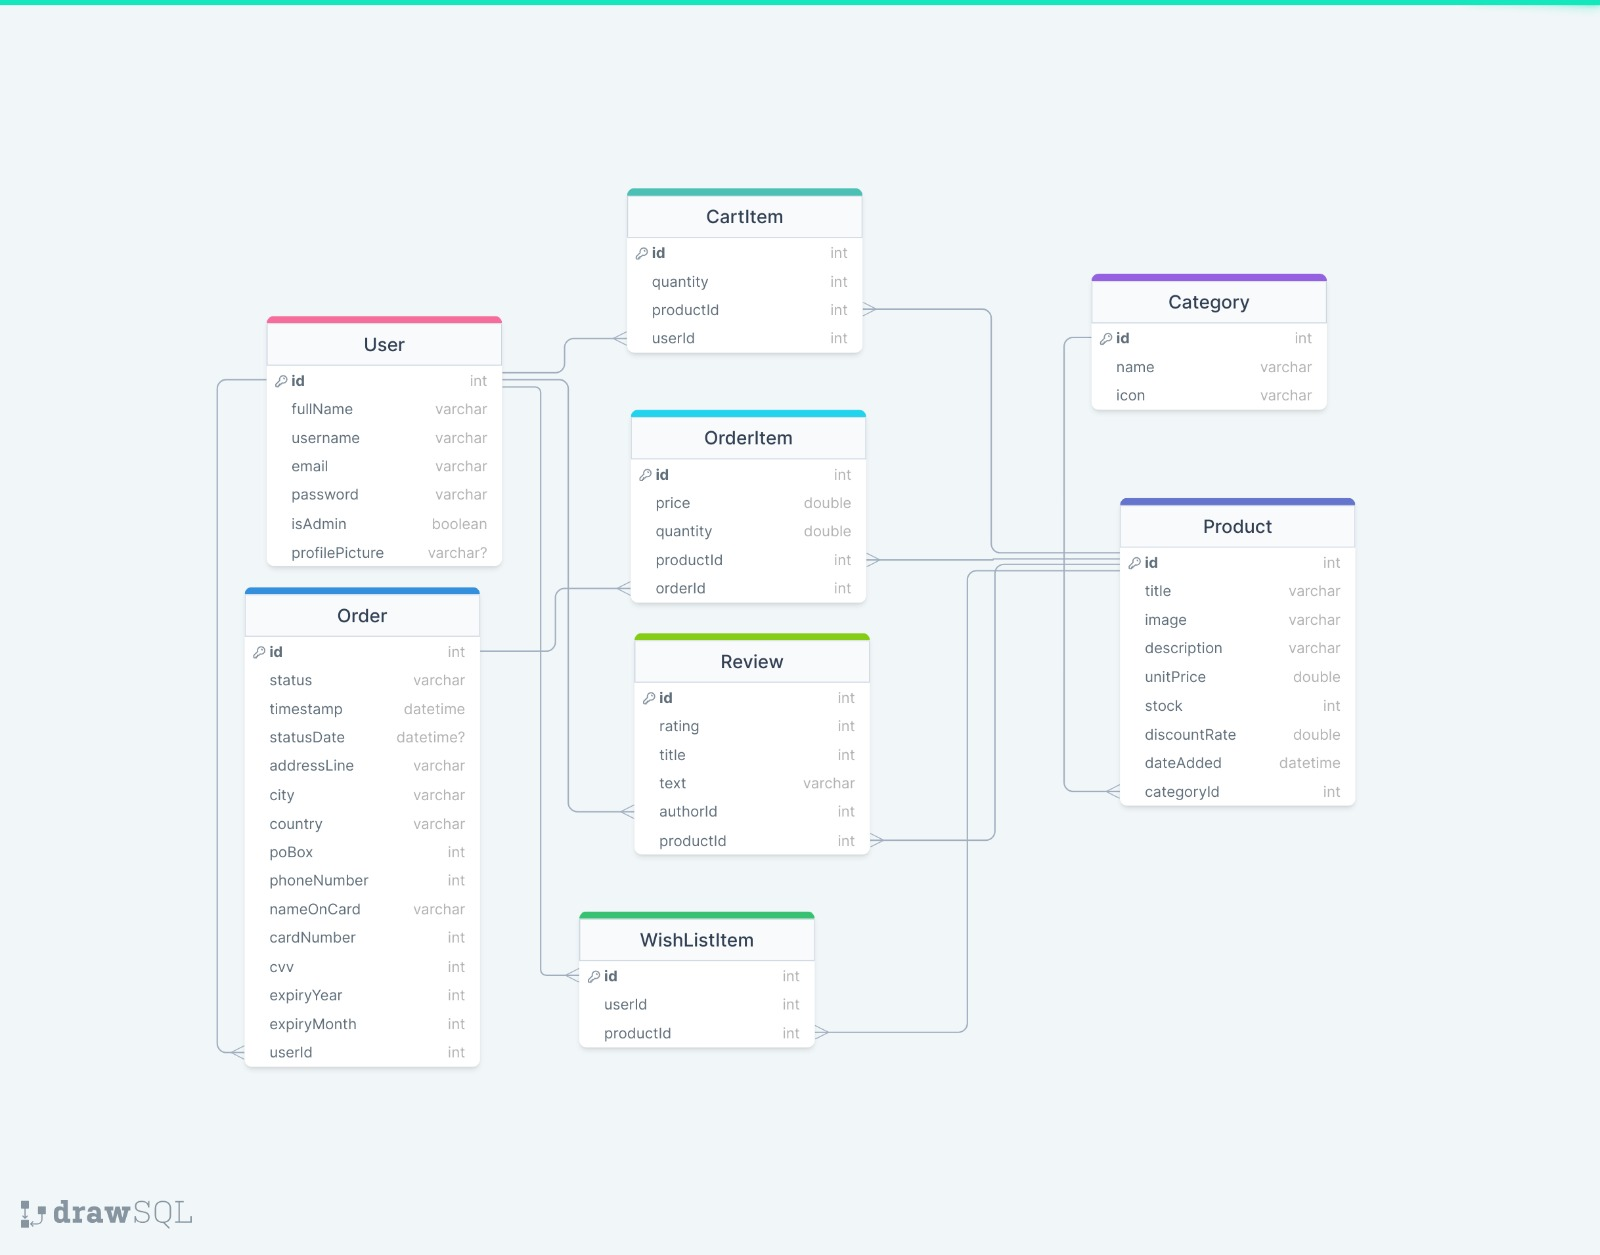 CartItem
id int
quantity int
productId int
userId int
Category
id int
name varchar
icon varchar
User
id int
fullName varchar
username varchar
email varchar
password varchar
isAdmin boolean
profilePicture varchar?
OrderItem
id int
price double
quantity double
productId int
orderId int
Product
id int
title varchar
image varchar
description varchar
unitPrice double
stock int
discountRate double
dateAdded datetime
categoryId int
Order
id int
status varchar
timestamp datetime
statusDate datetime?
addressLine varchar
city varchar
country varchar
poBox int
phoneNumber int
nameOnCard varchar
cardNumber int
cvv int
expiryYear int
expiryMonth int
userId int
Review
id int
rating int
title int
text varchar
authorId int
productId int
WishListItem
id int
userId int
productId int
drawSQL